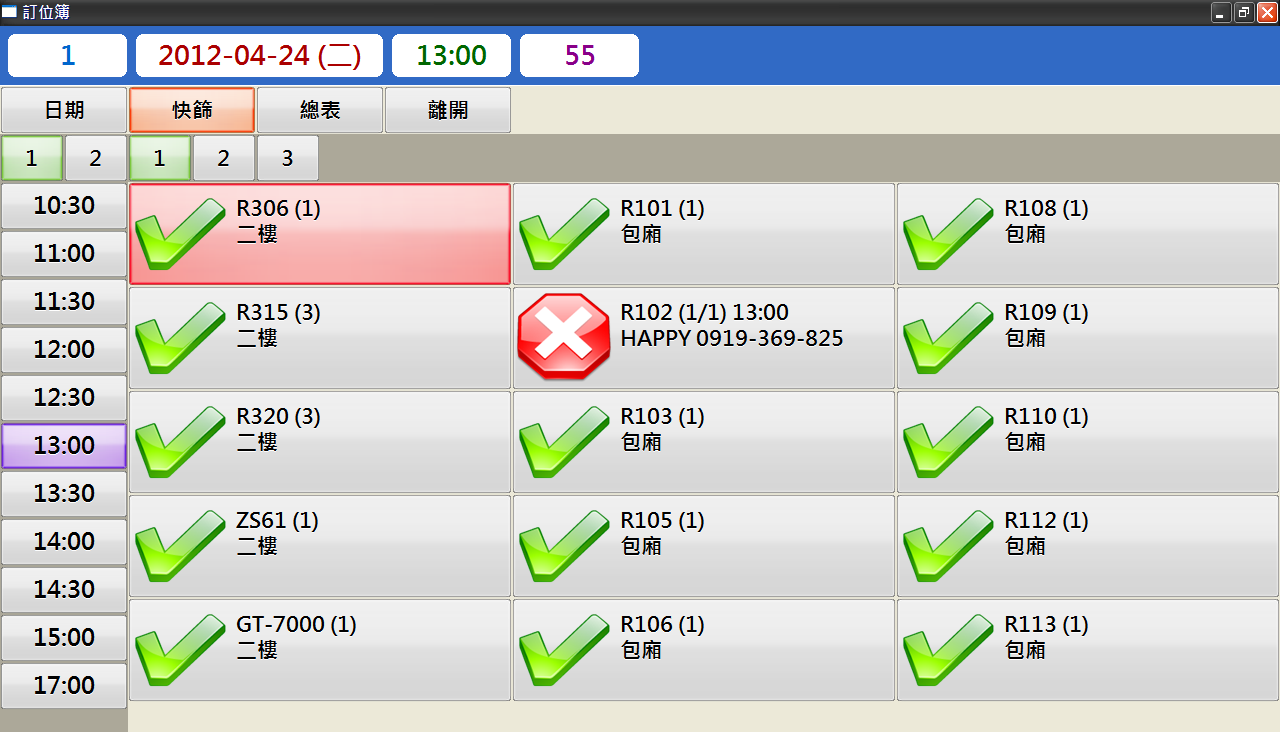 訂位簿
1 2012-04-24 (二) 13:00 55
日期 快篩 總表 離開
1 2 1 2 3
10:30
11:00
11:30
12:00
12:30
13:00
13:30
14:00
14:30
15:00
17:00
R306 (1)
二樓
R101 (1)
包廂
R108 (1)
包廂
R315 (3)
二樓
R102 (1/1) 13:00
HAPPY 0919-369-825
R109 (1)
包廂
R320 (3)
二樓
R103 (1)
包廂
R110 (1)
包廂
ZS61 (1)
二樓
R105 (1)
包廂
R112 (1)
包廂
GT-7000 (1)
二樓
R106 (1)
包廂
R113 (1)
包廂